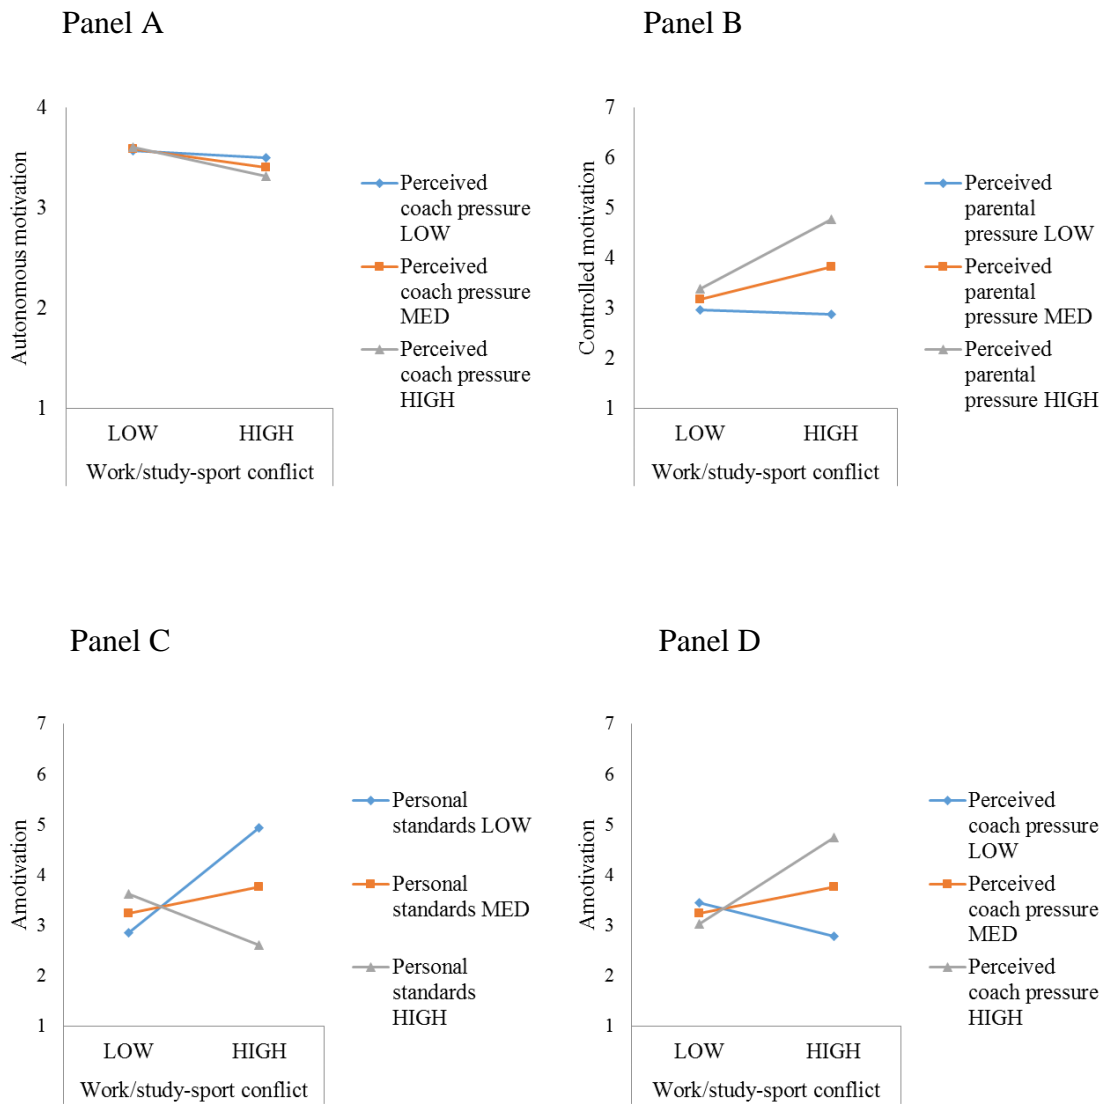 Panel A
4
3
2
1
Autonomous motivation
LOW
HIGH
Work/study-sport conflict
Perceived
coach pressure
LOW
Perceived
coach pressure
MED
Perceived
coach pressure
HIGH
Panel B
7
6
5
4
3
2
1
Controlled motivation
LOW
HIGH
Work/study-sport conflict
Perceived
parental
pressure LOW
Perceived
parental
pressure MED
Perceived
parental
pressure HIGH
Panel C
7
6
5
4
3
2
1
Amotivation
LOW
HIGH
Work/study-sport conflict
Personal
standards LOW
Personal
standards MED
Personal
standards
HIGH
Panel D
7
6
5
4
3
2
1
Amotivation
LOW
HIGH
Work/study-sport conflict
Perceived
coach pressure
LOW
Perceived
coach pressure
MED
Perceived
coach pressure
HIGH